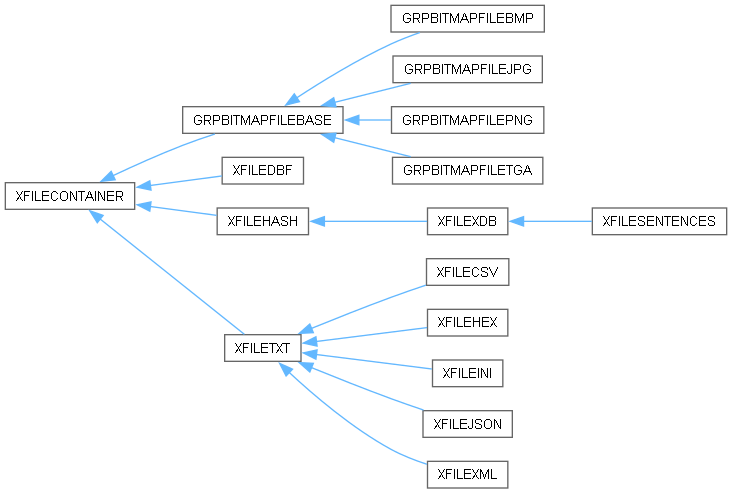 GRPBITMAPFILEBMP
GRPBITMAPFILEJPG
GRPBITMAPFILEBASE
GRPBITMAPFILEPNG
XFILEDBF
GRPBITMAPFILETGA
XFILECONTAINER
XFILEHASH
XFILEXDB
XFILESENTENCES
XFILECSV
XFILEHEX
XFILETXT
XFILEINI
XFILEJSON
XFILEXML